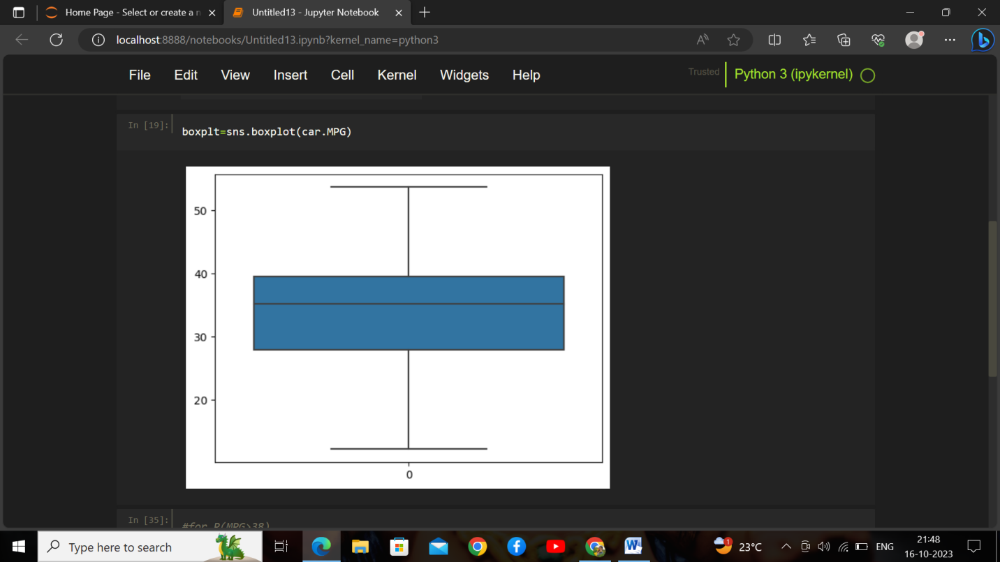 Home Page - Select or create a n
Untitled13 - Jupyter Notebook
localhost:8888/notebooks/Untitled13.ipynb?kernel_name=python3
File Edit View Insert Cell Kernel Widgets Help
Trusted
Python 3 (ipykernel)
In [19]:
boxplt=sns.boxplot(car.MPG)
50
40
30
20
0
In [35]:
#for P(MPG>38)
Type here to search
1
23°C
ENG
21:48
16-10-2023